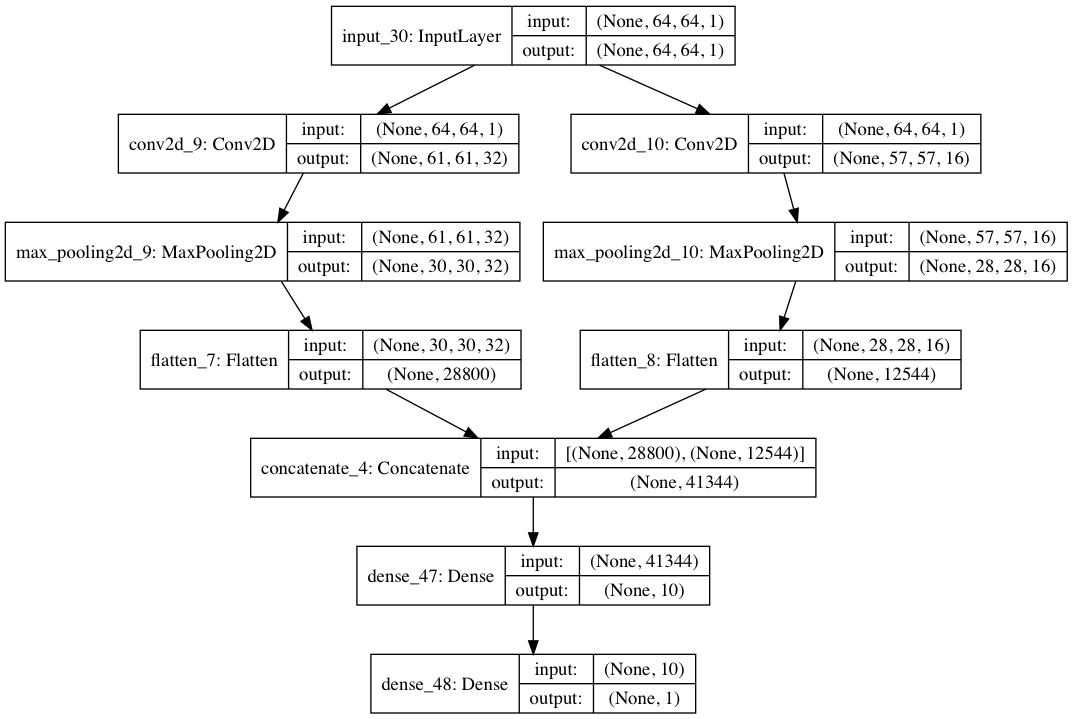 input_30: InputLayer
input: (None, 64, 64, 1)
output: (None, 64, 64, 1)
conv2d_9: Conv2D
input: (None, 64, 64, 1)
output: (None, 61, 61, 32)
conv2d_10: Conv2D
input: (None, 64, 64, 1)
output: (None, 57, 57, 16)
max_pooling2d_9: MaxPooling2D
input: (None, 61, 61, 32)
output: (None, 30, 30, 32)
max_pooling2d_10: MaxPooling2D
input: (None, 57, 57, 16)
output: (None, 28, 28, 16)
flatten_7: Flatten
input: (None, 30, 30, 32)
output: (None, 28800)
flatten_8: Flatten
input: (None, 28, 28, 16)
output: (None, 12544)
concatenate_4: Concatenate
input: [(None, 28800), (None, 12544)]
output: (None, 41344)
dense_47: Dense
input: (None, 41344)
output: (None, 10)
dense_48: Dense
input: (None, 10)
output: (None, 1)